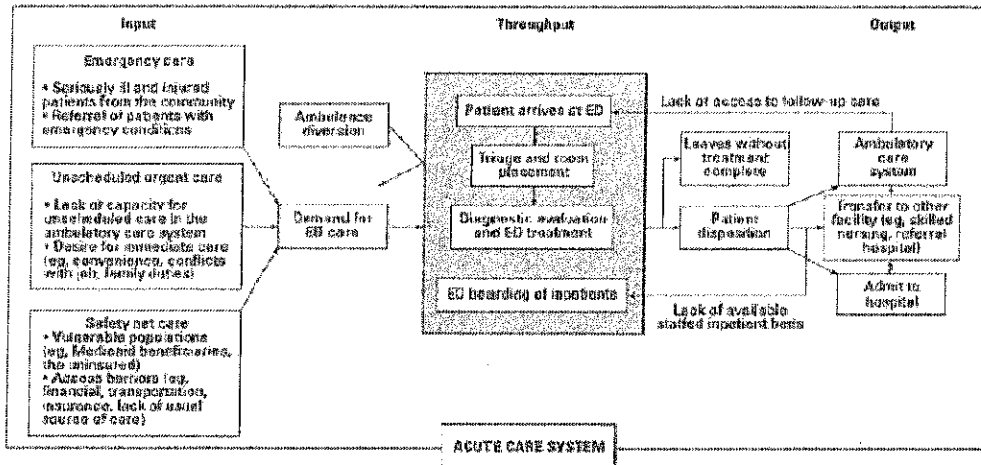 Input
Throughput
Output
Emergency care
• Seriously ill and injured
patients from the community
• Referral of patients with
emergency conditions
Unscheduled urgent care
• Lack of capacity for
unscheduled care in the
ambulatory care system
• Desire for immediate care
(eg, convenience, conflicts
with job, family duties)
Safety net care
• Vulnerable populations
(eg, Medicaid beneficiaries,
the uninsured)
• Access barriers (eg,
financial, transportation,
insurance, lack of usual
source of care)
Ambulance
diversion
Demand for
ED care
Patient arrives at ED
Triage and room
placement
Diagnostic evaluation
and ED treatment
ED boarding of inpatients
Lack of access to follow-up care
Leaves without
treatment
complete
Patient
disposition
Ambulatory
care
system
Transfer to other
facility (eg, skilled
nursing, referral
hospital)
Admit to
hospital
Lack of available
staffed inpatient beds
ACUTE CARE SYSTEM